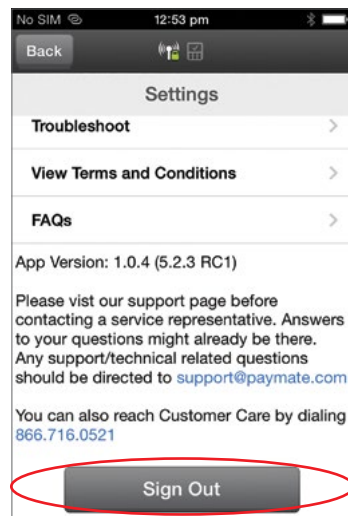 No SIM 12:53 pm
Back
Settings
Troubleshoot
View Terms and Conditions
FAQs
App Version: 1.0.4 (5.2.3 RC1)
Please vist our support page before
contacting a service representative. Answers
to your questions might already be there.
Any support/technical related questions
should be directed to support@paymate.com
You can also reach Customer Care by dialing
866.716.0521
Sign Out